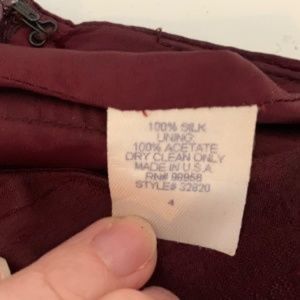 100% SILK
LINING:
100% ACETATE
DRY CLEAN ONLY
MADE IN U.S.A
RN# 98958
STYLE# 32820
4